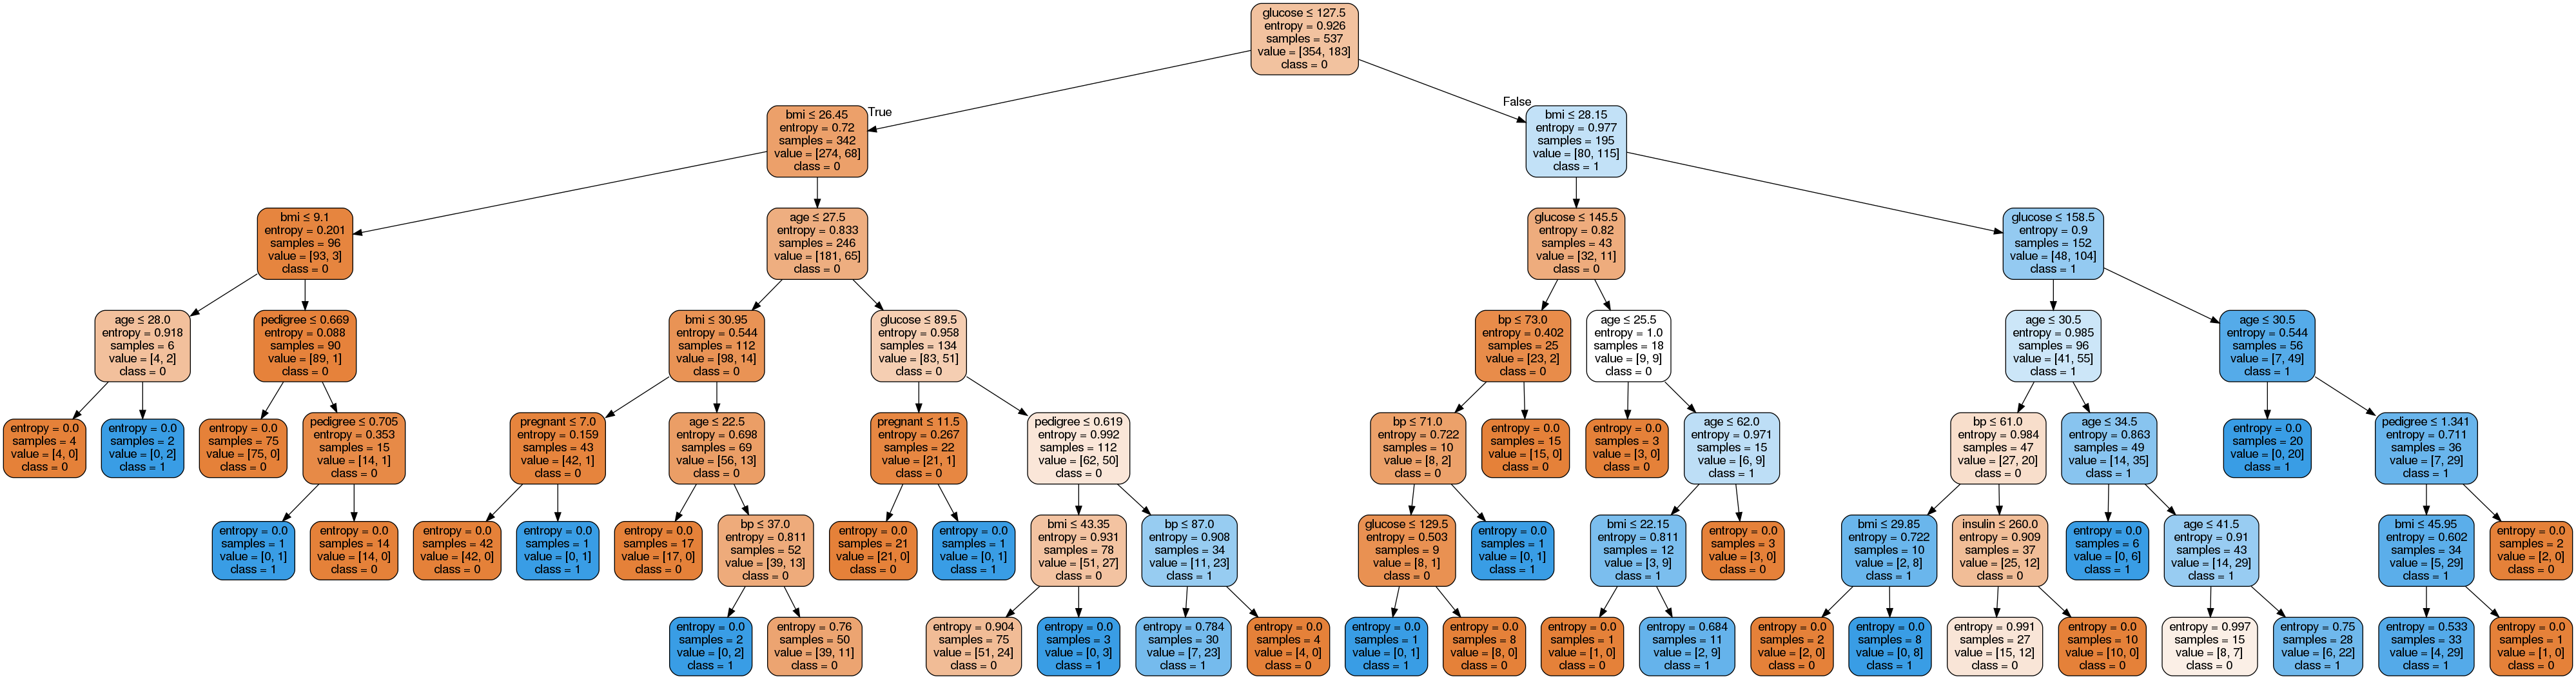 glucose ≤ 127.5
entropy = 0.926
samples = 537
value = [354, 183]
class = 0
True
False
bmi ≤ 26.45
entropy = 0.72
samples = 342
value = [274, 68]
class = 0
bmi ≤ 28.15
entropy = 0.977
samples = 195
value = [80, 115]
class = 1
bmi ≤ 9.1
entropy = 0.201
samples = 96
value = [93, 3]
class = 0
age ≤ 27.5
entropy = 0.833
samples = 246
value = [181, 65]
class = 0
glucose ≤ 145.5
entropy = 0.82
samples = 43
value = [32, 11]
class = 0
glucose ≤ 158.5
entropy = 0.9
samples = 152
value = [48, 104]
class = 1
age ≤ 28.0
entropy = 0.918
samples = 6
value = [4, 2]
class = 0
pedigree ≤ 0.669
entropy = 0.088
samples = 90
value = [89, 1]
class = 0
bmi ≤ 30.95
entropy = 0.544
samples = 112
value = [98, 14]
class = 0
glucose ≤ 89.5
entropy = 0.958
samples = 134
value = [83, 51]
class = 0
bp ≤ 73.0
entropy = 0.402
samples = 25
value = [23, 2]
class = 0
age ≤ 25.5
entropy = 1.0
samples = 18
value = [9, 9]
class = 0
age ≤ 30.5
entropy = 0.985
samples = 96
value = [41, 55]
class = 1
age ≤ 30.5
entropy = 0.544
samples = 56
value = [7, 49]
class = 1
entropy = 0.0
samples = 4
value = [4, 0]
class = 0
entropy = 0.0
samples = 2
value = [0, 2]
class = 1
entropy = 0.0
samples = 75
value = [75, 0]
class = 0
pedigree ≤ 0.705
entropy = 0.353
samples = 15
value = [14, 1]
class = 0
pregnant ≤ 7.0
entropy = 0.159
samples = 43
value = [42, 1]
class = 0
age ≤ 22.5
entropy = 0.698
samples = 69
value = [56, 13]
class = 0
pregnant ≤ 11.5
entropy = 0.267
samples = 22
value = [21, 1]
class = 0
pedigree ≤ 0.619
entropy = 0.992
samples = 112
value = [62, 50]
class = 0
bp ≤ 71.0
entropy = 0.722
samples = 10
value = [8, 2]
class = 0
entropy = 0.0
samples = 15
value = [15, 0]
class = 0
entropy = 0.0
samples = 3
value = [3, 0]
class = 0
age ≤ 62.0
entropy = 0.971
samples = 15
value = [6, 9]
class = 1
bp ≤ 61.0
entropy = 0.984
samples = 47
value = [27, 20]
class = 0
age ≤ 34.5
entropy = 0.863
samples = 49
value = [14, 35]
class = 1
entropy = 0.0
samples = 20
value = [0, 20]
class = 1
pedigree ≤ 1.341
entropy = 0.711
samples = 36
value = [7, 29]
class = 1
entropy = 0.0
samples = 1
value = [0, 1]
class = 1
entropy = 0.0
samples = 14
value = [14, 0]
class = 0
entropy = 0.0
samples = 42
value = [42, 0]
class = 0
entropy = 0.0
samples = 1
value = [0, 1]
class = 1
entropy = 0.0
samples = 17
value = [17, 0]
class = 0
bp ≤ 37.0
entropy = 0.811
samples = 52
value = [39, 13]
class = 0
entropy = 0.0
samples = 21
value = [21, 0]
class = 0
entropy = 0.0
samples = 1
value = [0, 1]
class = 1
bmi ≤ 43.35
entropy = 0.931
samples = 78
value = [51, 27]
class = 0
bp ≤ 87.0
entropy = 0.908
samples = 34
value = [11, 23]
class = 1
glucose ≤ 129.5
entropy = 0.503
samples = 9
value = [8, 1]
class = 0
entropy = 0.0
samples = 1
value = [0, 1]
class = 1
bmi ≤ 22.15
entropy = 0.811
samples = 12
value = [3, 9]
class = 1
entropy = 0.0
samples = 3
value = [3, 0]
class = 0
bmi ≤ 29.85
entropy = 0.722
samples = 10
value = [2, 8]
class = 1
insulin ≤ 260.0
entropy = 0.909
samples = 37
value = [25, 12]
class = 0
entropy = 0.0
samples = 6
value = [0, 6]
class = 1
age ≤ 41.5
entropy = 0.91
samples = 43
value = [14, 29]
class = 1
bmi ≤ 45.95
entropy = 0.602
samples = 34
value = [5, 29]
class = 1
entropy = 0.0
samples = 2
value = [2, 0]
class = 0
entropy = 0.0
samples = 2
value = [0, 2]
class = 1
entropy = 0.76
samples = 50
value = [39, 11]
class = 0
entropy = 0.904
samples = 75
value = [51, 24]
class = 0
entropy = 0.0
samples = 3
value = [0, 3]
class = 1
entropy = 0.784
samples = 30
value = [7, 23]
class = 1
entropy = 0.0
samples = 4
value = [4, 0]
class = 0
entropy = 0.0
samples = 1
value = [0, 1]
class = 1
entropy = 0.0
samples = 8
value = [8, 0]
class = 0
entropy = 0.0
samples = 1
value = [1, 0]
class = 0
entropy = 0.684
samples = 11
value = [2, 9]
class = 1
entropy = 0.0
samples = 2
value = [2, 0]
class = 0
entropy = 0.0
samples = 8
value = [0, 8]
class = 1
entropy = 0.991
samples = 27
value = [15, 12]
class = 0
entropy = 0.0
samples = 10
value = [10, 0]
class = 0
entropy = 0.997
samples = 15
value = [8, 7]
class = 0
entropy = 0.75
samples = 28
value = [6, 22]
class = 1
entropy = 0.533
samples = 33
value = [4, 29]
class = 1
entropy = 0.0
samples = 1
value = [1, 0]
class = 0